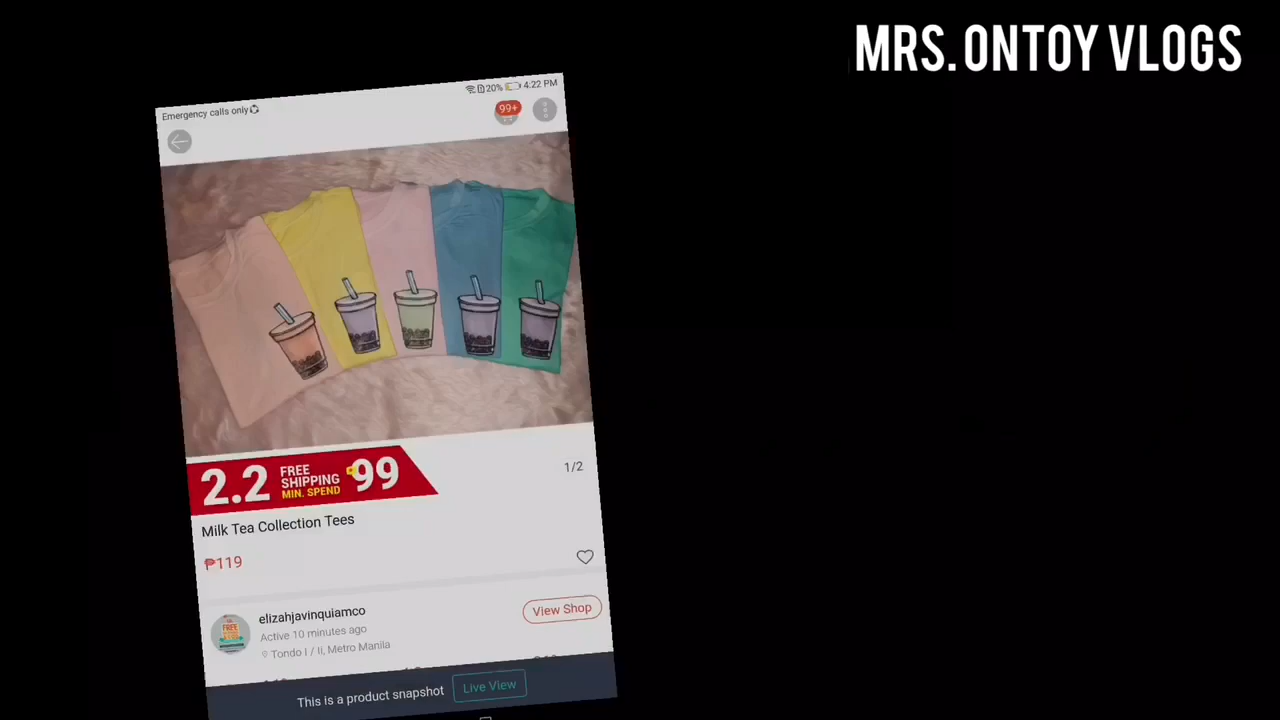 MRS. ONTOY VLOGS
Emergency calls only
20% 4:22 PM
99+
2.2 FREE SHIPPING MIN. SPEND ₱99
1/2
Milk Tea Collection Tees
₱119
elizahjavinquiamco
View Shop
Active 10 minutes ago
Tondo I / II, Metro Manila
This is a product snapshot
Live View